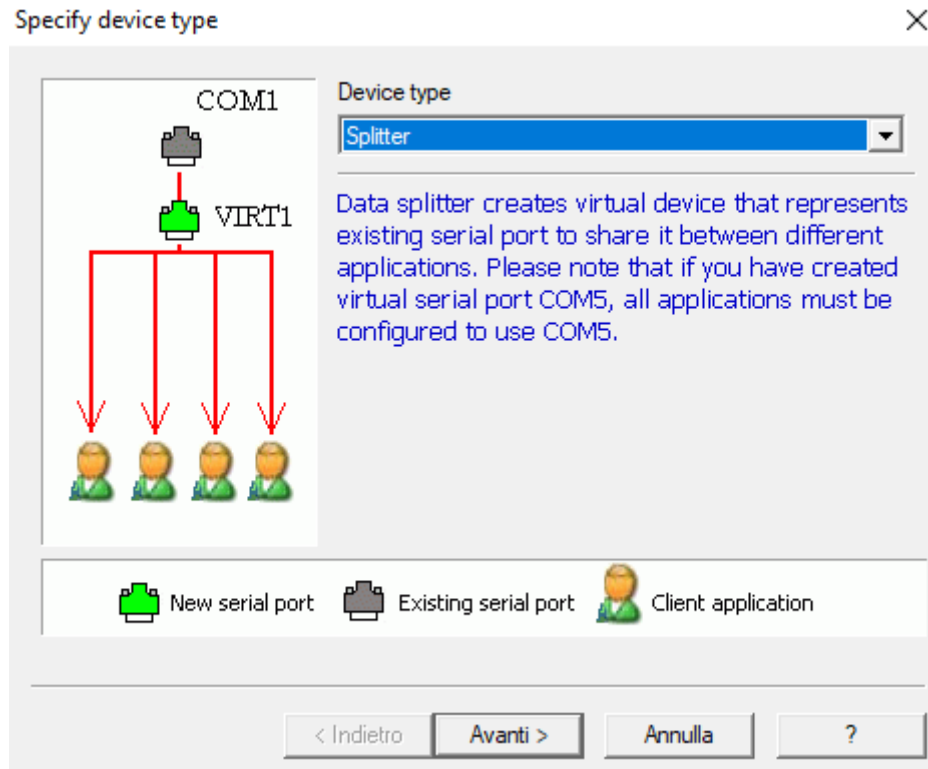 Specify device type
COM1
VIRT1
Device type
Splitter
Data splitter creates virtual device that represents
existing serial port to share it between different
applications. Please note that if you have created
virtual serial port COM5, all applications must be
configured to use COM5.
New serial port
Existing serial port
Client application
< Indietro
Avanti >
Annulla
?